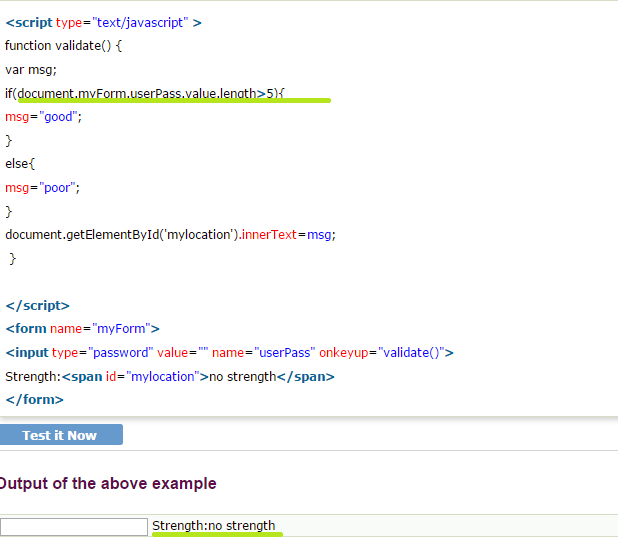 <script type="text/javascript" >
function validate() {
var msg;
if(document.myForm.userPass.value.length>5){
msg="good";
}
else{
msg="poor";
}
document.getElementById('mylocation').innerText=msg;
}
</script>
<form name="myForm">
<input type="password" value="" name="userPass" onkeyup="validate()">
Strength:<span id="mylocation">no strength</span>
</form>
Test it Now
Output of the above example
Strength:no strength